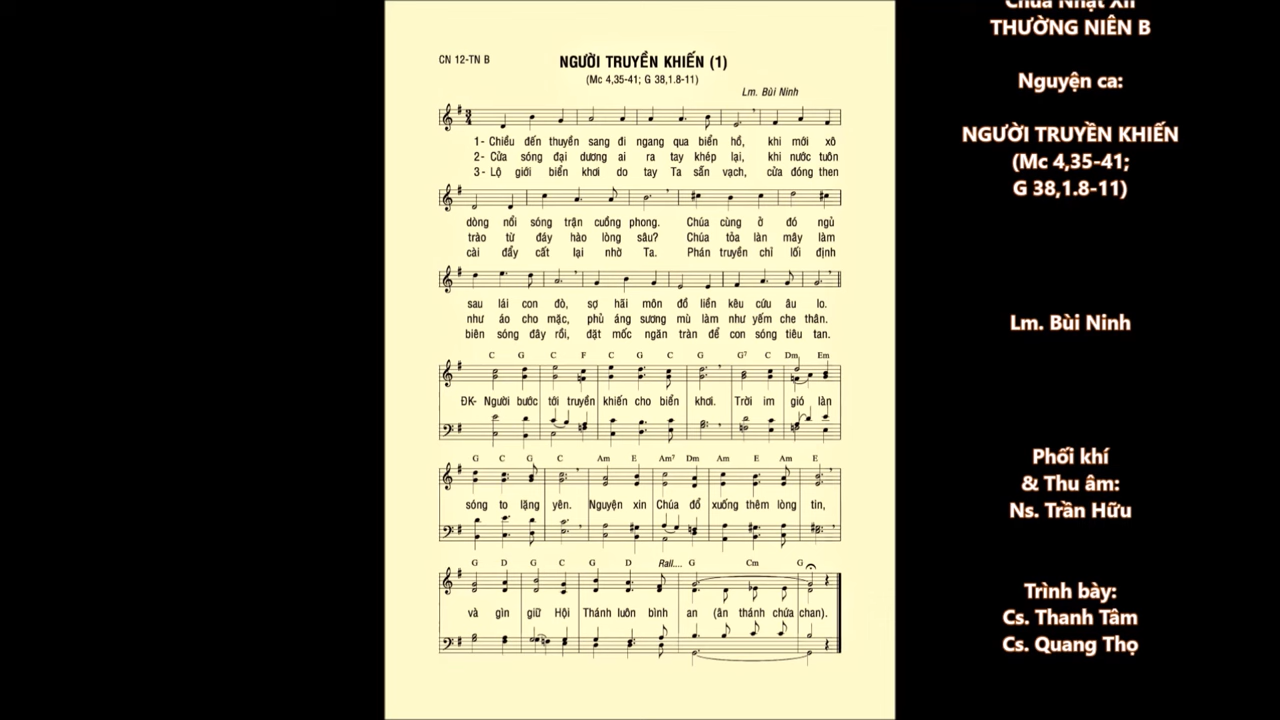 CN 12-TN B
NGƯỜI TRUYỀN KHIẾN (1)
(Mc 4,35-41; G 38,1.8-11)
Lm. Bùi Ninh
1- Chiều đến thuyền sang đi ngang qua biển hồ, khi mới xô
2- Cửa sóng đại dương ai ra tay khép lại, khi nước tuôn
3- Lộ giới biển khơi do tay Ta sẵn vạch, cửa đóng then
dòng nổi sóng trận cuồng phong. Chúa cùng ở đó ngủ
trào từ đáy hào lòng sâu? Chúa tỏa làn mây làm
cài đẩy cất lại nhờ Ta. Phán truyền chỉ lối định
sau lái con đò, sợ hãi môn đồ liền kêu cứu âu lo.
như áo cho mặc, phủ áng sương mù làm như yếm che thân.
biên sóng đây rồi, đặt mốc ngăn tràn để con sóng tiêu tan.
C G C F C G C G G7 C Dm Em
ĐK- Người bước tới truyền khiến cho biển khơi. Trời im gió làn
G C G C Am E Am7 Dm Am E Am E
sóng to lặng yên. Nguyện xin Chúa đổ xuống thêm lòng tin,
G D G C G D Rall.... G Cm G
và gìn giữ Hội Thánh luôn bình an (ân thánh chứa chan).
Chúa Nhật XII
THƯỜNG NIÊN B
Nguyện ca:
NGƯỜI TRUYỀN KHIẾN
(Mc 4,35-41;
G 38,1.8-11)
Lm. Bùi Ninh
Phối khí
& Thu âm:
Ns. Trần Hữu
Trình bày:
Cs. Thanh Tâm
Cs. Quang Thọ